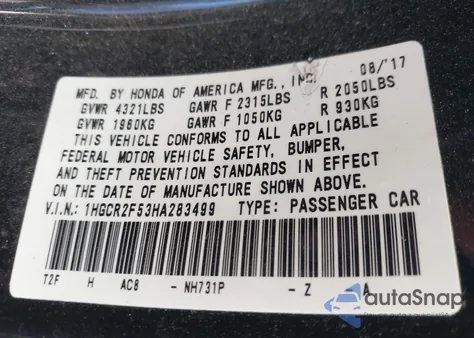 MFD. BY HONDA OF AMERICA MFG., INC. 08/'17
GVWR 4321LBS GAWR F 2315LBS R 2050LBS
GVWR 1960KG GAWR F 1050KG R 930KG
THIS VEHICLE CONFORMS TO ALL APPLICABLE
FEDERAL MOTOR VEHICLE SAFETY, BUMPER,
AND THEFT PREVENTION STANDARDS IN EFFECT
ON THE DATE OF MANUFACTURE SHOWN ABOVE.
V.I.N.: 1HGCR2F53HA283499 TYPE: PASSENGER CAR
T2F H AC8 - NH731P - Z A
autoSnap